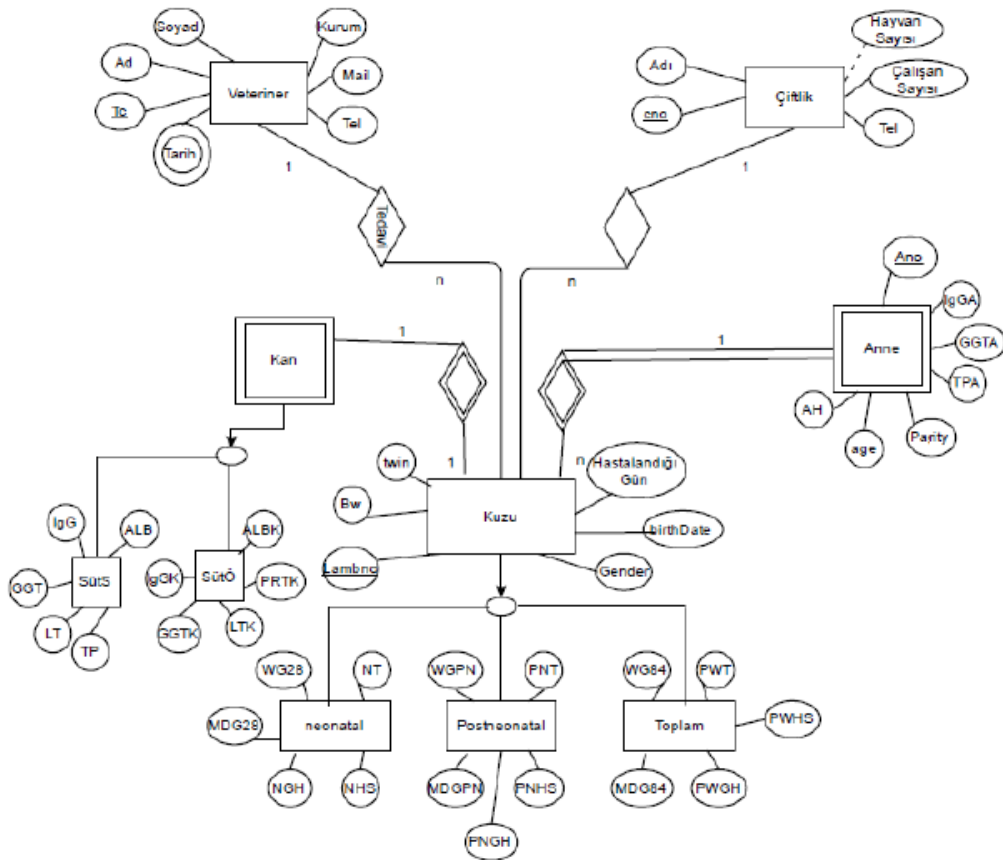 Soyad
Kurum
Ad
Veteriner
Mail
Tc
Tel
Tarih
Hayvan
Sayısı
Adı
Çiftlik
Çalışan
Sayısı
cno
Tel
1
1
Tedavi
n
n
Ano
IgGA
Kan
1
1
Anne
GGTA
TPA
AH
age
Parity
twin
1
n
Hastalandığı
Gün
Bw
Kuzu
birthDate
Lambno
Gender
IgG
ALB
ALBK
GGT
SütS
gGK
SütÖ
PRTK
LT
TP
GGTK
LTK
WG28
NT
WGPN
PNT
WG84
PWT
MDG28
neonatal
Postneonatal
Toplam
PWHS
NGH
NHS
MDGPN
PNHS
MDG84
PWGH
PNGH